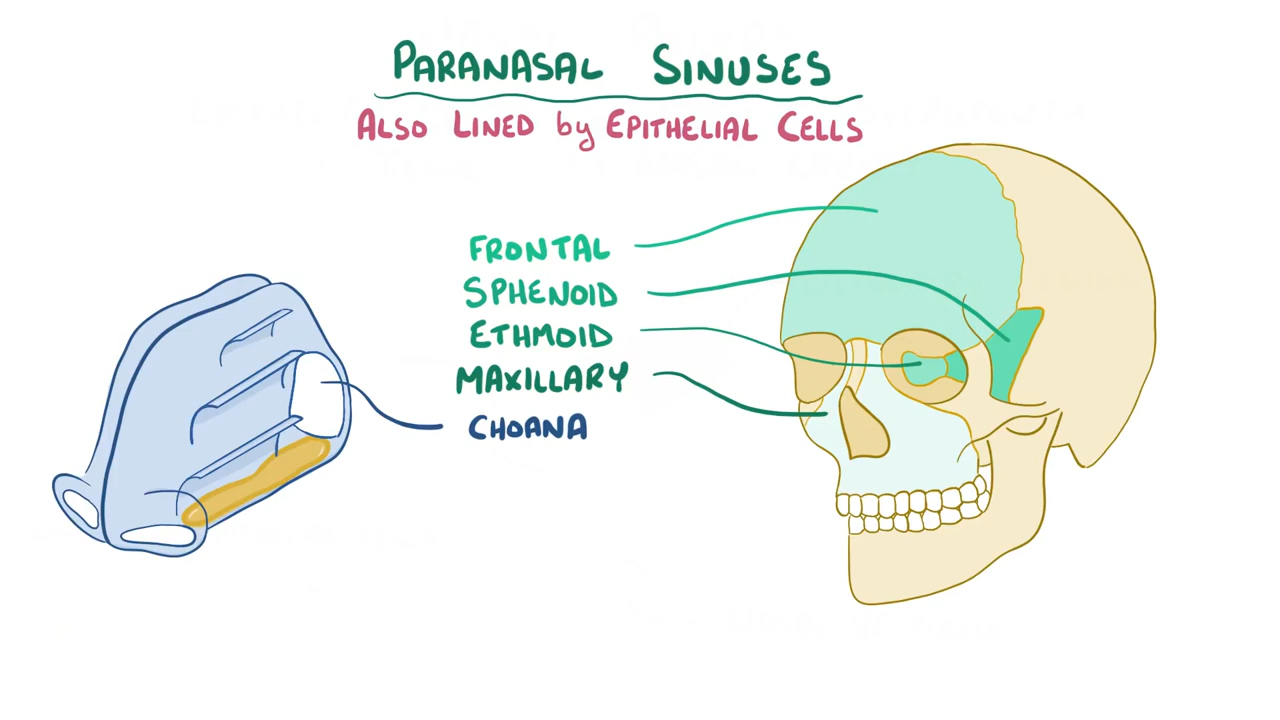 PARANASAL SINUSES
ALSO LINED by EPITHELIAL CELLS
FRONTAL
SPHENOID
ETHMOID
MAXILLARY
CHOANA